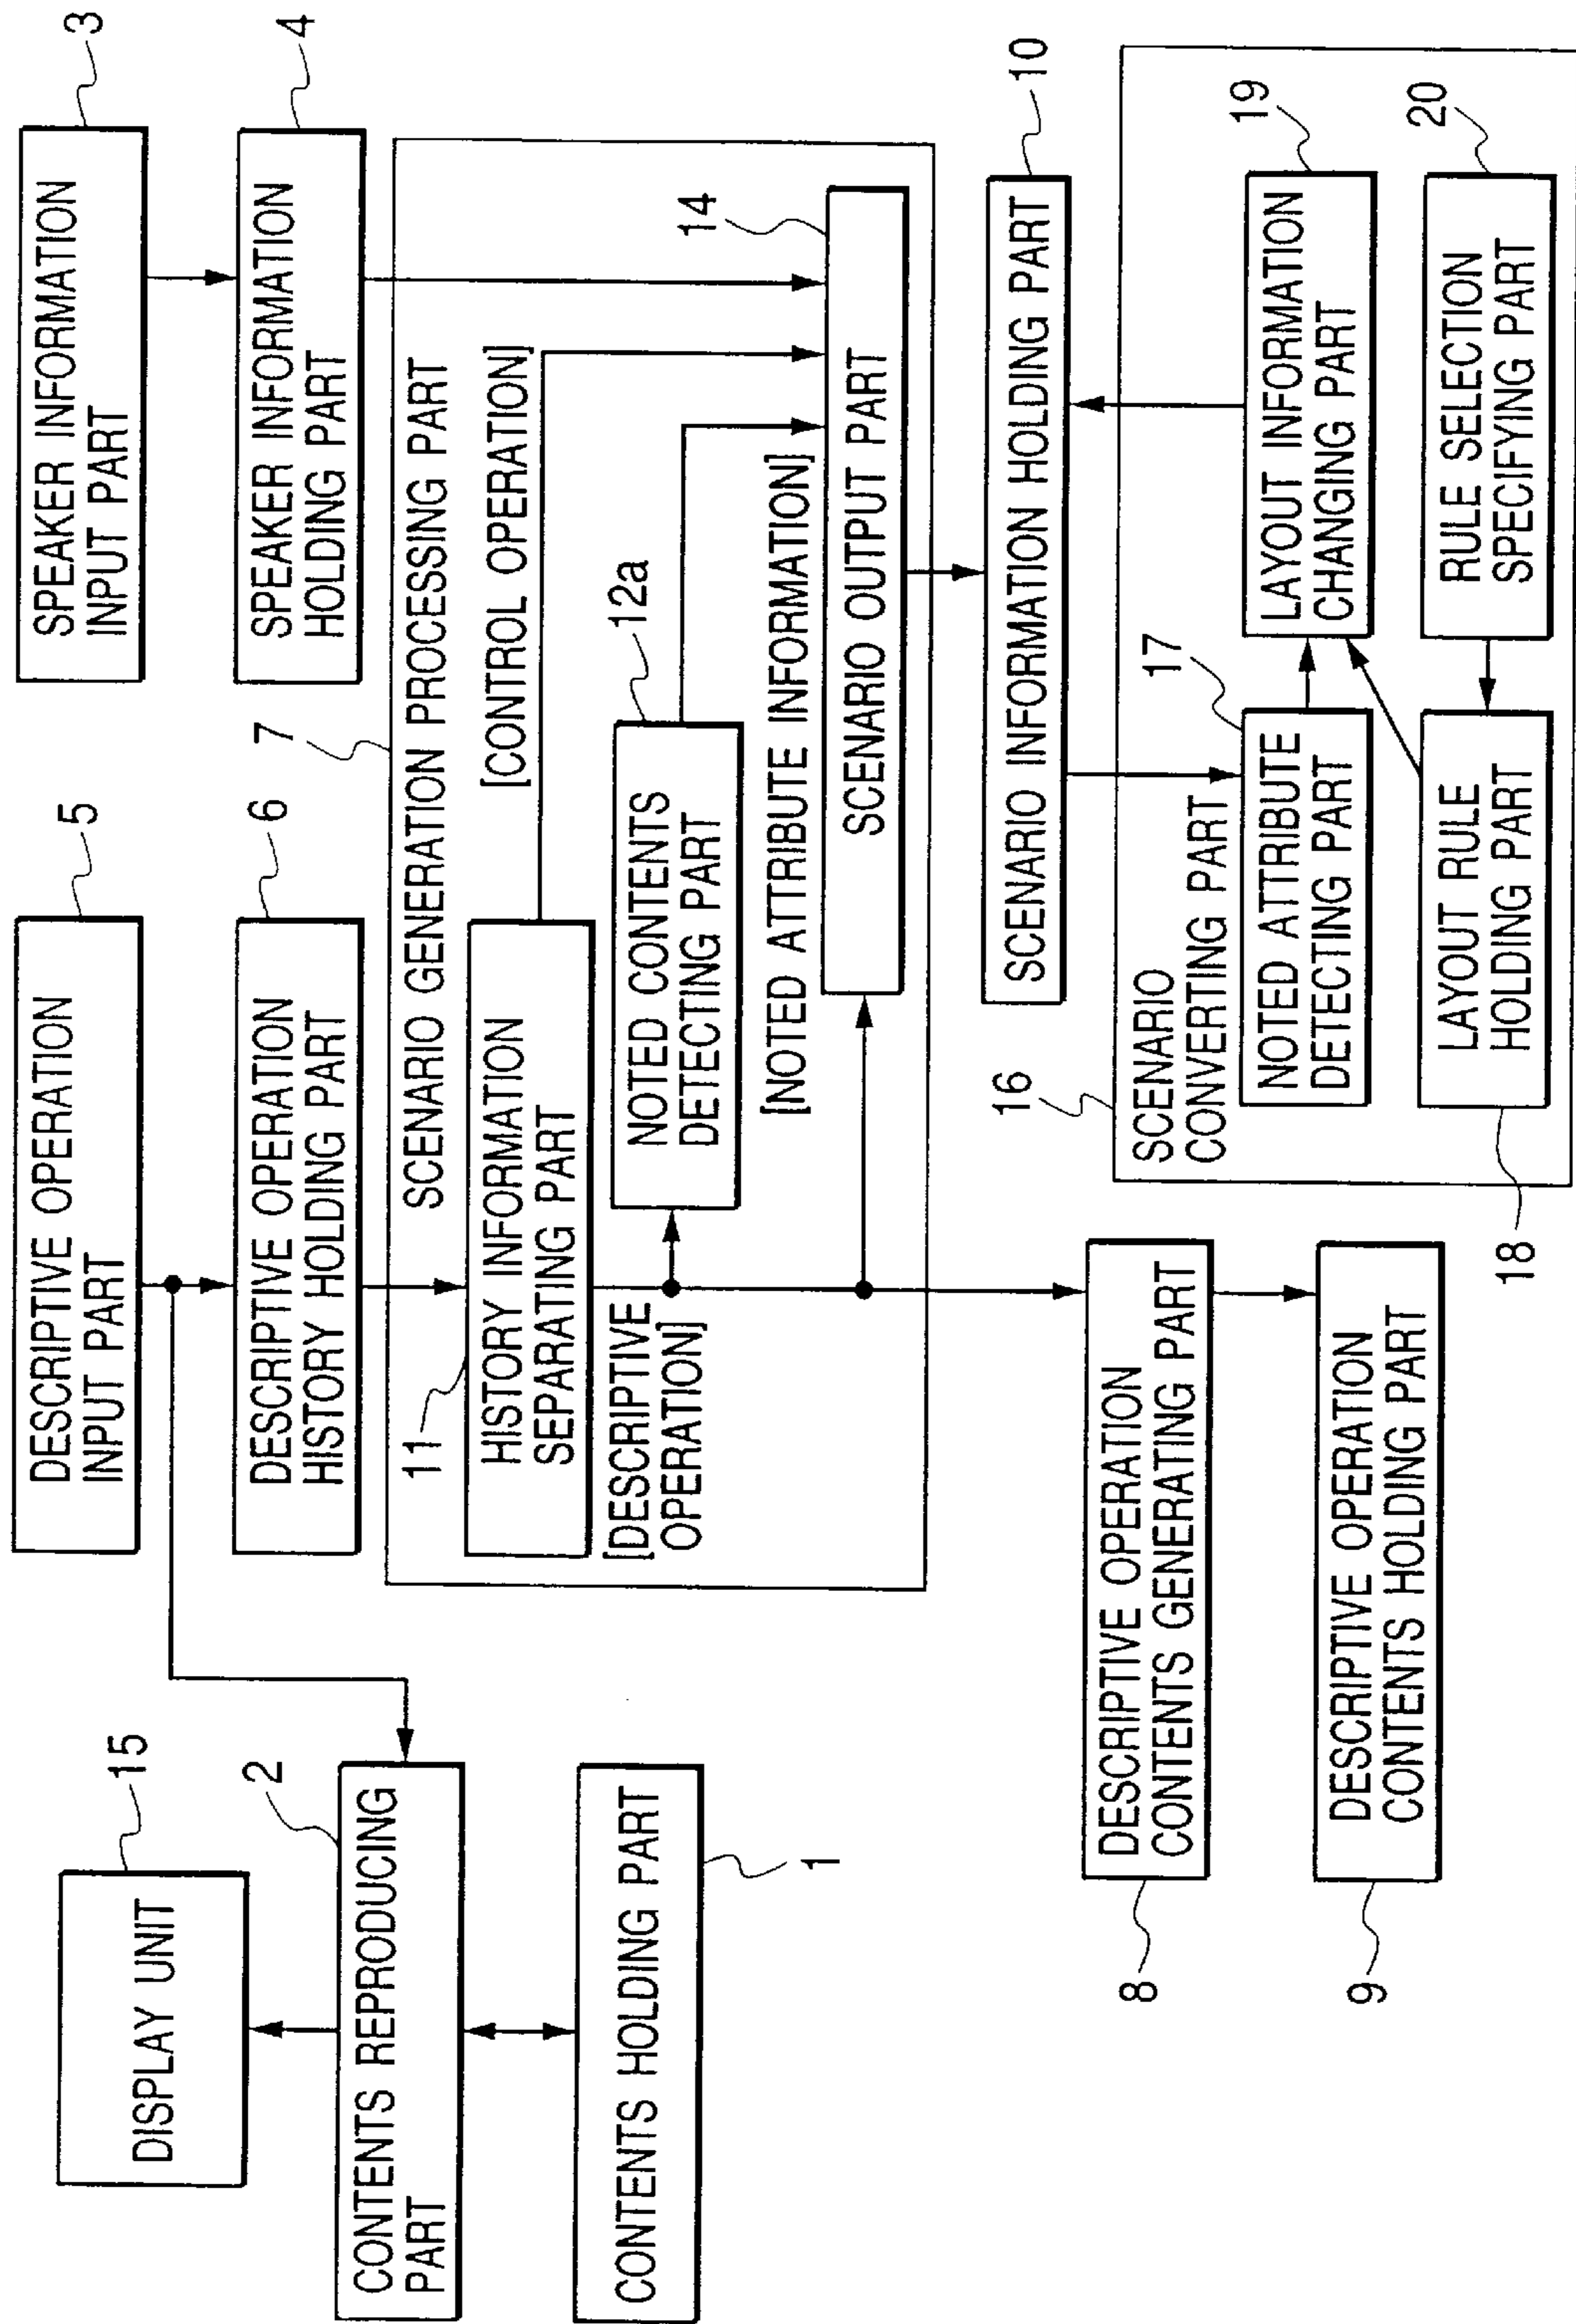 DISPLAY UNIT
15
CONTENTS REPRODUCING
PART
2
CONTENTS HOLDING PART
1
DESCRIPTIVE OPERATION
INPUT PART
5
DESCRIPTIVE OPERATION
HISTORY HOLDING PART
6
SPEAKER INFORMATION
INPUT PART
3
SPEAKER INFORMATION
HOLDING PART
4
7
SCENARIO GENERATION PROCESSING PART
11
HISTORY INFORMATION
SEPARATING PART
[CONTROL OPERATION]
[DESCRIPTIVE
OPERATION]
NOTED CONTENTS
DETECTING PART
12a
[NOTED ATTRIBUTE INFORMATION]
14
SCENARIO OUTPUT PART
SCENARIO INFORMATION HOLDING PART
10
DESCRIPTIVE OPERATION
CONTENTS GENERATING PART
8
DESCRIPTIVE OPERATION
CONTENTS HOLDING PART
9
16
SCENARIO
CONVERTING PART
17
NOTED ATTRIBUTE
DETECTING PART
LAYOUT INFORMATION
CHANGING PART
19
LAYOUT RULE
HOLDING PART
18
RULE SELECTION
SPECIFYING PART
20